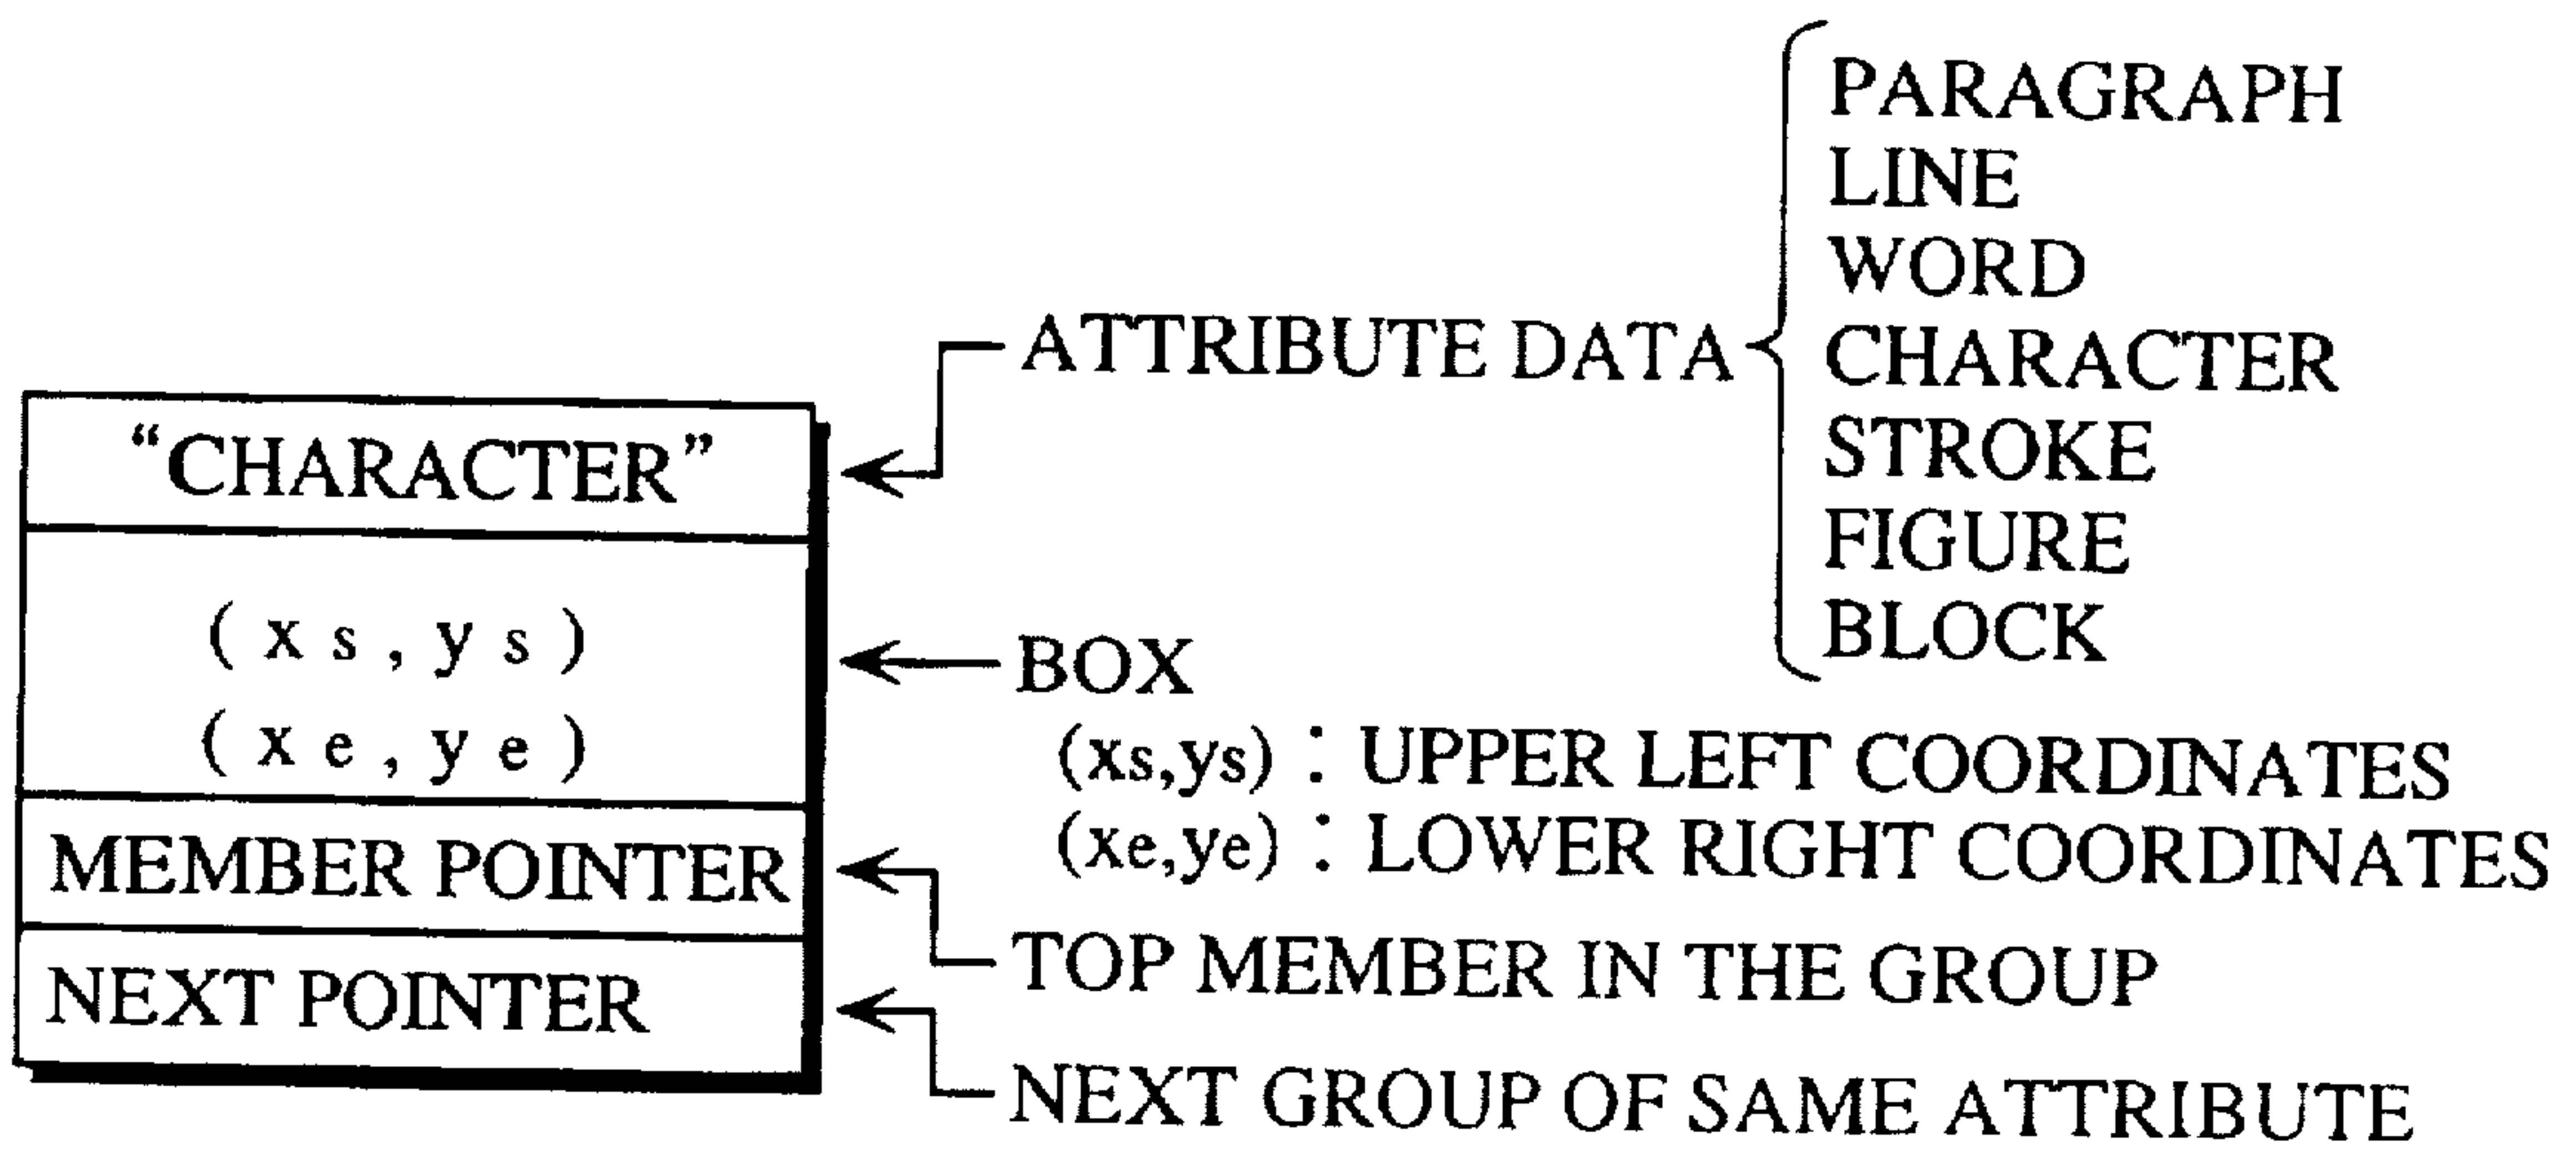 “CHARACTER”
(xs,ys)
(xe,ye)
MEMBER POINTER
NEXT POINTER
ATTRIBUTE DATA
PARAGRAPH
LINE
WORD
CHARACTER
STROKE
FIGURE
BLOCK
BOX
(xs,ys) : UPPER LEFT COORDINATES
(xe,ye) : LOWER RIGHT COORDINATES
TOP MEMBER IN THE GROUP
NEXT GROUP OF SAME ATTRIBUTE